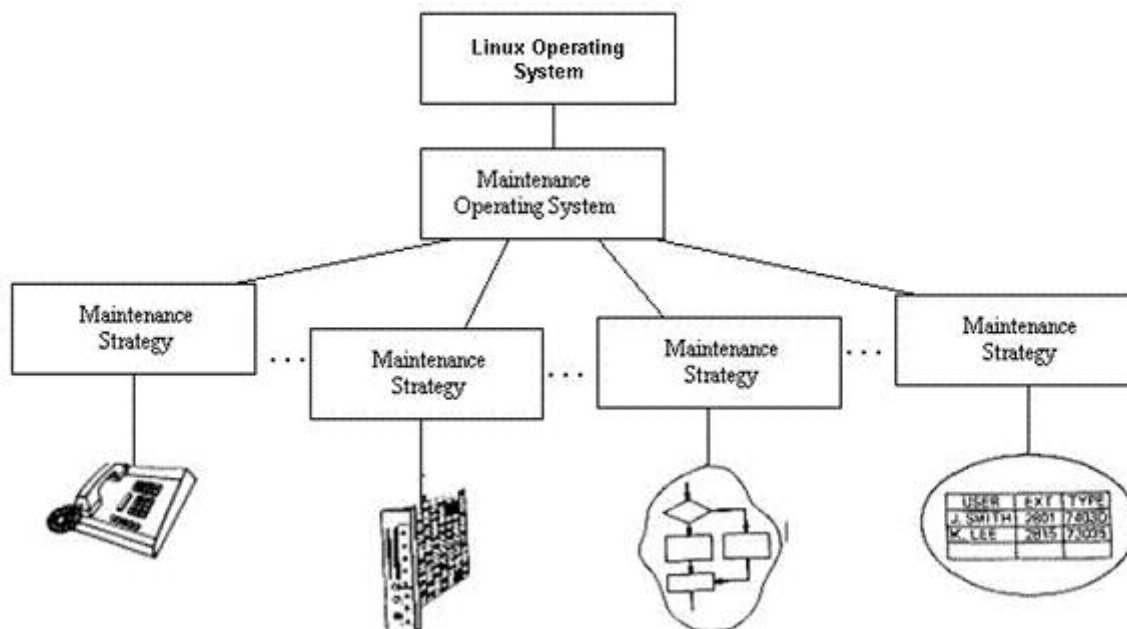 Linux Operating
System
Maintenance
Operating System
Maintenance
Strategy
Maintenance
Strategy
Maintenance
Strategy
Maintenance
Strategy
USER EXT TYPE
J. SMITH 2801 7403D
K. LEE 2815